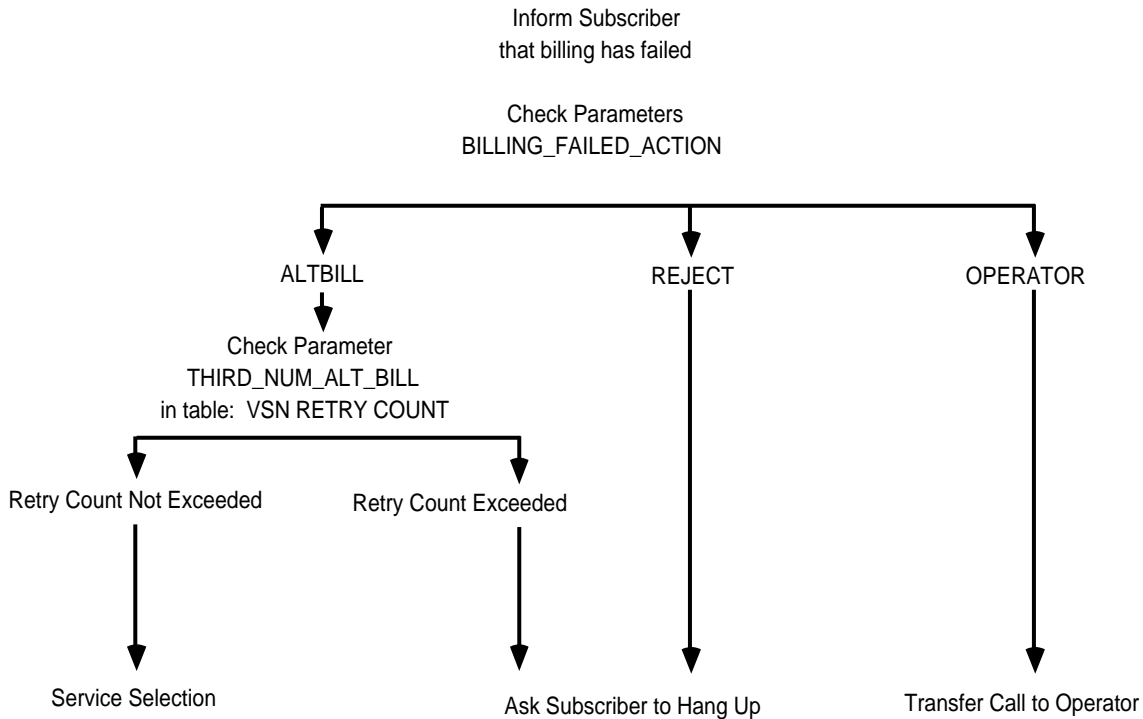 Inform Subscriber
that billing has failed
Check Parameters
BILLING_FAILED_ACTION
ALTBILL
REJECT
OPERATOR
Check Parameter
THIRD_NUM_ALT_BILL
in table:  VSN RETRY COUNT
Retry Count Not Exceeded
Retry Count Exceeded
Service Selection
Ask Subscriber to Hang Up
Transfer Call to Operator